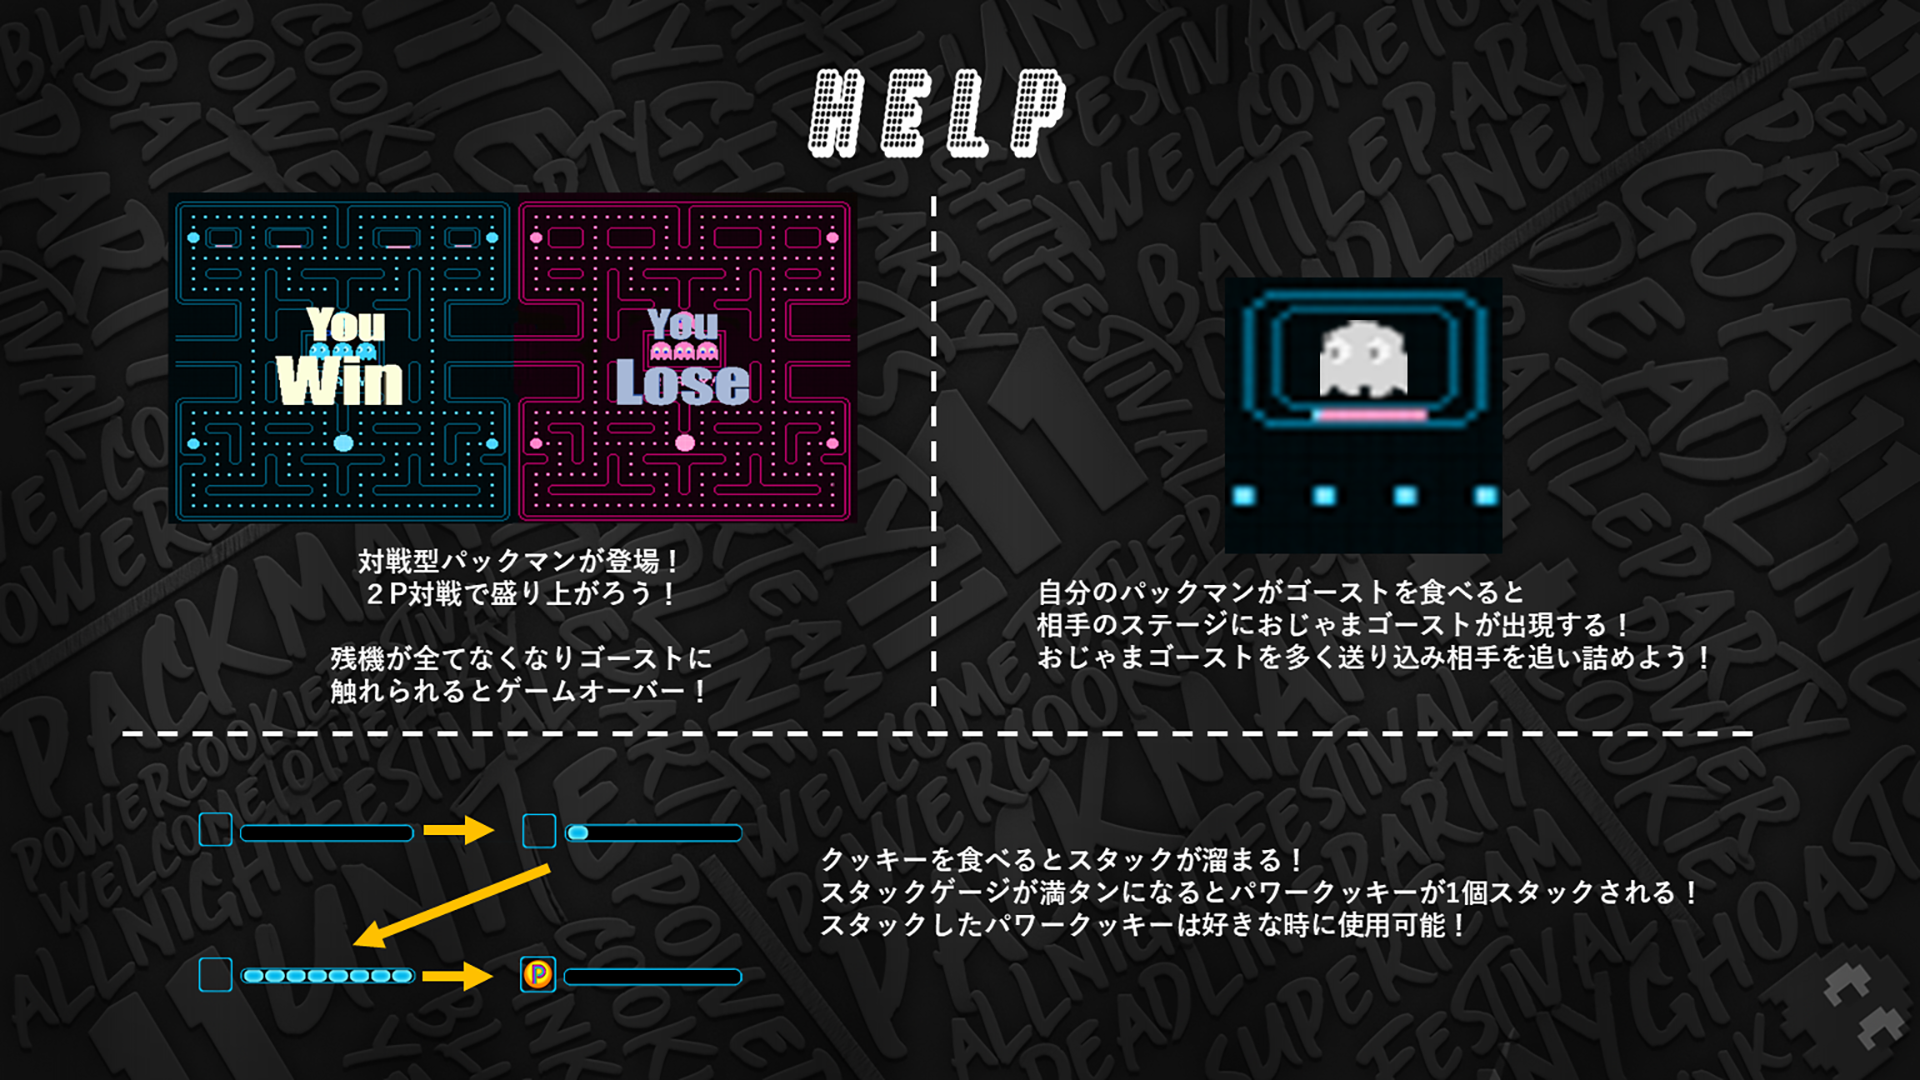 HELP
You
Win
You
Lose
対戦型パックマンが登場！
２P対戦で盛り上がろう！
残機が全てなくなりゴーストに
触れられるとゲームオーバー！
自分のパックマンがゴーストを食べると
相手のステージにおじゃまゴーストが出現する！
おじゃまゴーストを多く送り込み相手を追い詰めよう！
クッキーを食べるとスタックが溜まる！
スタックゲージが満タンになるとパワークッキーが1個スタックされる！
スタックしたパワークッキーは好きな時に使用可能！
P